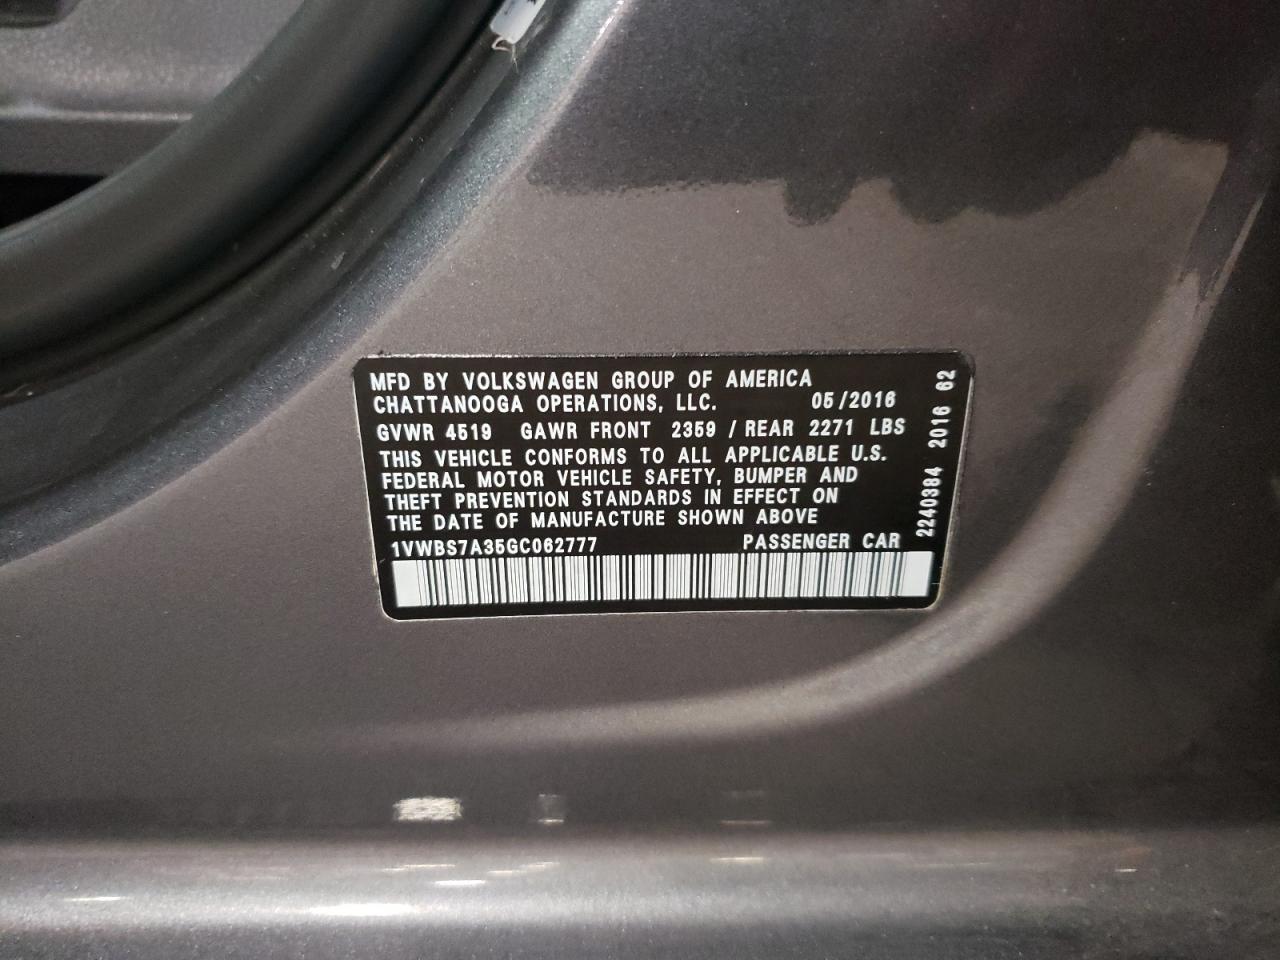 MFD BY VOLKSWAGEN GROUP OF AMERICA
CHATTANOOGA OPERATIONS, LLC. 05/2016
GVWR 4519 GAWR FRONT 2359 / REAR 2271 LBS
THIS VEHICLE CONFORMS TO ALL APPLICABLE U.S.
FEDERAL MOTOR VEHICLE SAFETY, BUMPER AND
THEFT PREVENTION STANDARDS IN EFFECT ON
THE DATE OF MANUFACTURE SHOWN ABOVE
1VWBS7A35GC062777 PASSENGER CAR
2240384 2016 62